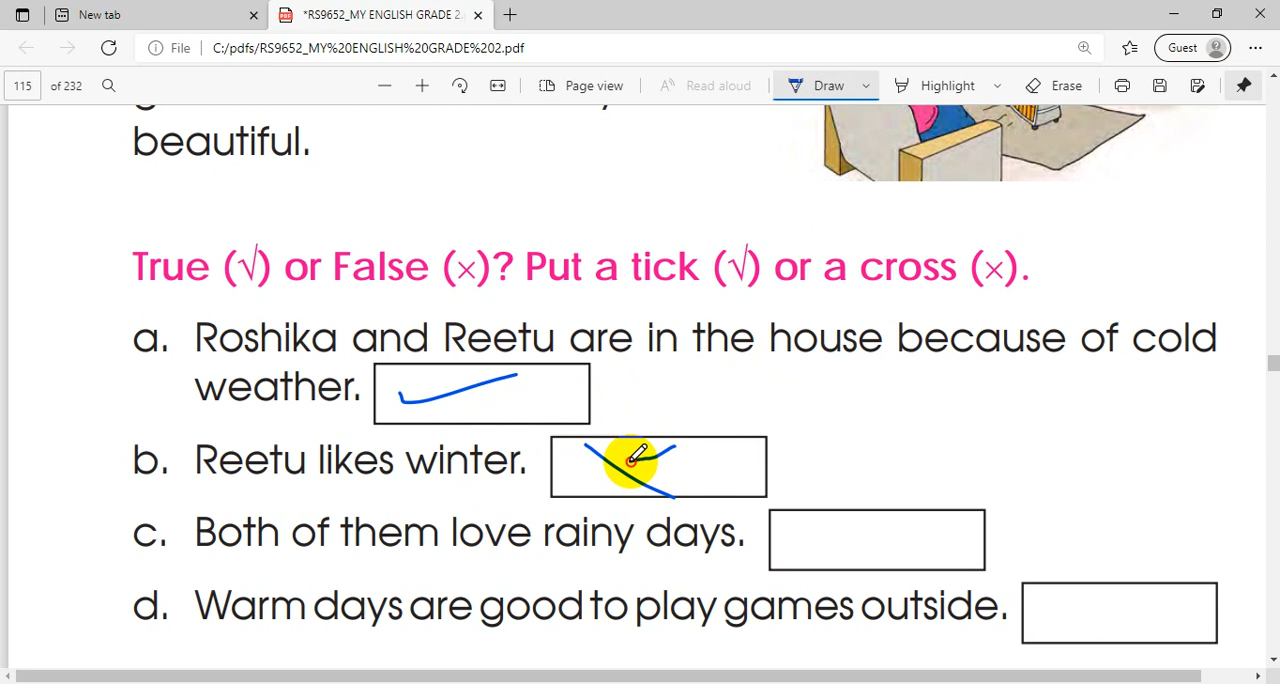 New tab
*RS9652_MY ENGLISH GRADE 2.
File C:/pdfs/RS9652_MY%20ENGLISH%20GRADE%202.pdf
Guest
115 of 232
Page view
Read aloud
Draw
Highlight
Erase
beautiful.
True (√) or False (×)? Put a tick (√) or a cross (×).
a. Roshika and Reetu are in the house because of cold
weather.
b. Reetu likes winter.
c. Both of them love rainy days.
d. Warm days are good to play games outside.